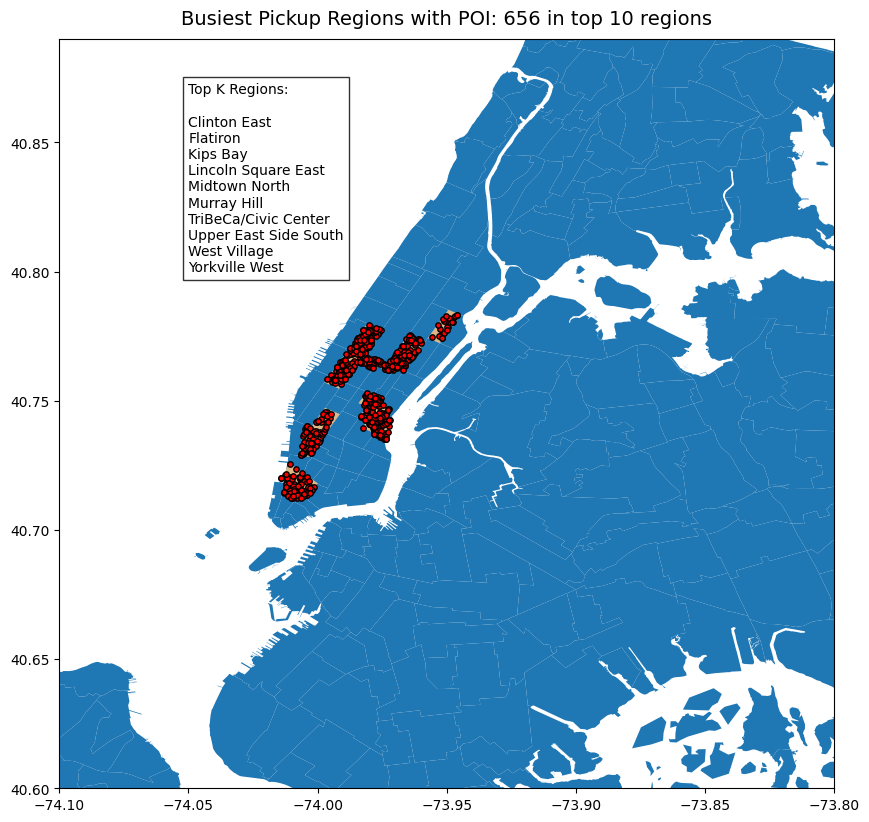 Busiest Pickup Regions with POI: 656 in top 10 regions
Top K Regions:
Clinton East
Flatiron
Kips Bay
Lincoln Square East
Midtown North
Murray Hill
TriBeCa/Civic Center
Upper East Side South
West Village
Yorkville West
40.85
40.80
40.75
40.70
40.65
40.60
−74.10 −74.05 −74.00 −73.95 −73.90 −73.85 −73.80